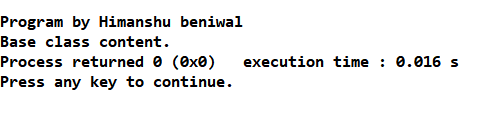 Program by Himanshu beniwal
Base class content.
Process returned 0 (0x0)   execution time : 0.016 s
Press any key to continue.